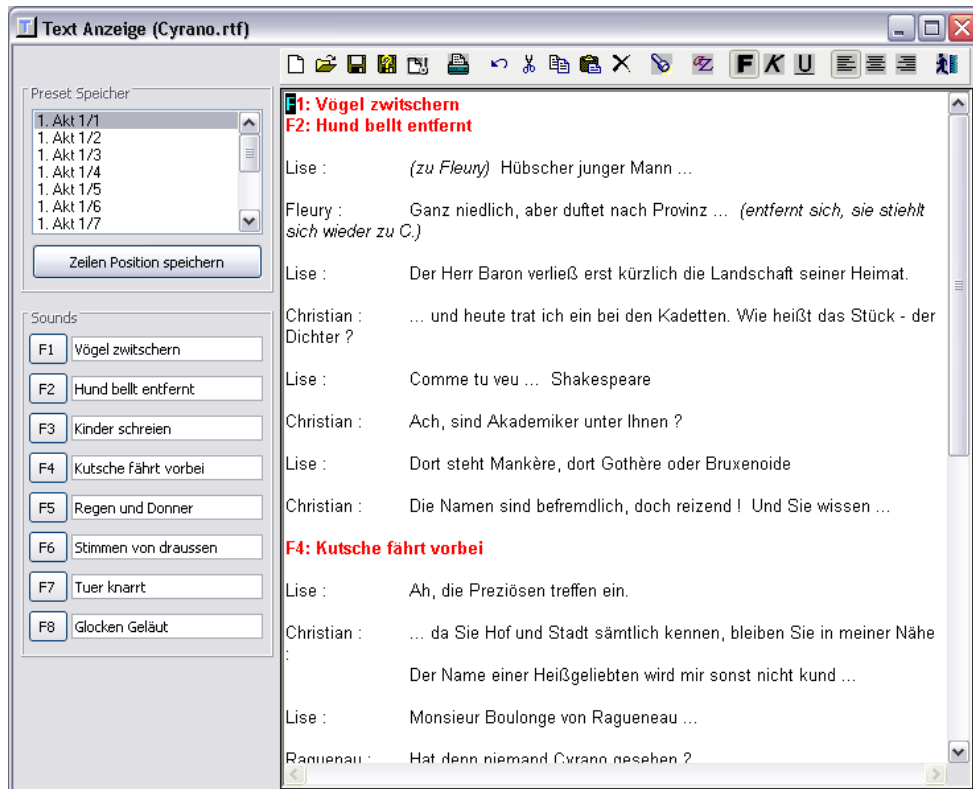 Text Anzeige (Cyrano.rtf)
F K U
Preset Speicher
1. Akt 1/1
1. Akt 1/2
1. Akt 1/3
1. Akt 1/4
1. Akt 1/5
1. Akt 1/6
1. Akt 1/7
Zeilen Position speichern
Sounds
F1 Vögel zwitschern
F2 Hund bellt entfernt
F3 Kinder schreien
F4 Kutsche fährt vorbei
F5 Regen und Donner
F6 Stimmen von draussen
F7 Tuer knarrt
F8 Glocken Geläut
F1: Vögel zwitschern
F2: Hund bellt entfernt
Lise : (zu Fleury) Hübscher junger Mann ...
Fleury : Ganz niedlich, aber duftet nach Provinz ... (entfernt sich, sie stiehlt
sich wieder zu C.)
Lise : Der Herr Baron verließ erst kürzlich die Landschaft seiner Heimat.
Christian : ... und heute trat ich ein bei den Kadetten. Wie heißt das Stück - der
Dichter ?
Lise : Comme tu veu ... Shakespeare
Christian : Ach, sind Akademiker unter Ihnen ?
Lise : Dort steht Mankère, dort Gothère oder Bruxenoide
Christian : Die Namen sind befremdlich, doch reizend ! Und Sie wissen ...
F4: Kutsche fährt vorbei
Lise : Ah, die Preziösen treffen ein.
Christian : ... da Sie Hof und Stadt sämtlich kennen, bleiben Sie in meiner Nähe
:
Der Name einer Heißgeliebten wird mir sonst nicht kund ...
Lise : Monsieur Boulonge von Ragueneau ...
Raguenau : Hat denn niemand Cyrano gesehen ?